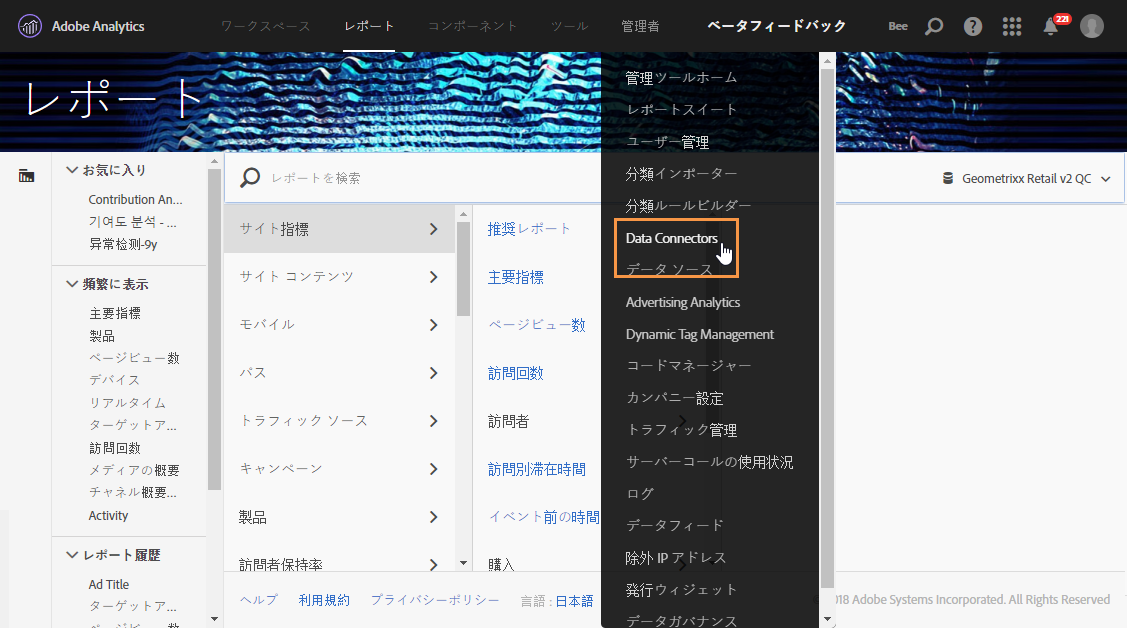 Adobe Analytics
ワークスペース
レポート
コンポーネント
ツール
管理者
ベータフィードバック
Bee
221
レポート
お気に入り
Contribution An...
기여도 분석 - ...
异常检测-9y
頻繁に表示
主要指標
製品
ページビュー数
デバイス
リアルタイム
ターゲットア...
訪問回数
メディアの概要
チャネル概要...
Activity
レポート履歴
Ad Title
ターゲットア...
レポートを検索
Geometrixx Retail v2 QC
サイト指標
サイト コンテンツ
モバイル
パス
トラフィック ソース
キャンペーン
製品
訪問者保持率
推奨レポート
主要指標
ページビュー数
訪問回数
訪問者
訪問別滞在時間
イベント前の時間
購入
管理ツールホーム
レポートスイート
ユーザー管理
分類インポーター
分類ルールビルダー
Data Connectors
データ ソース
Advertising Analytics
Dynamic Tag Management
コードマネージャー
カンパニー設定
トラフィック管理
サーバーコールの使用状況
ログ
データフィード
除外 IP アドレス
発行ウィジェット
データガバナンス
ヘルプ
利用規約
プライバシーポリシー
言語 : 日本語
018 Adobe Systems Incorporated. All Rights Reserved